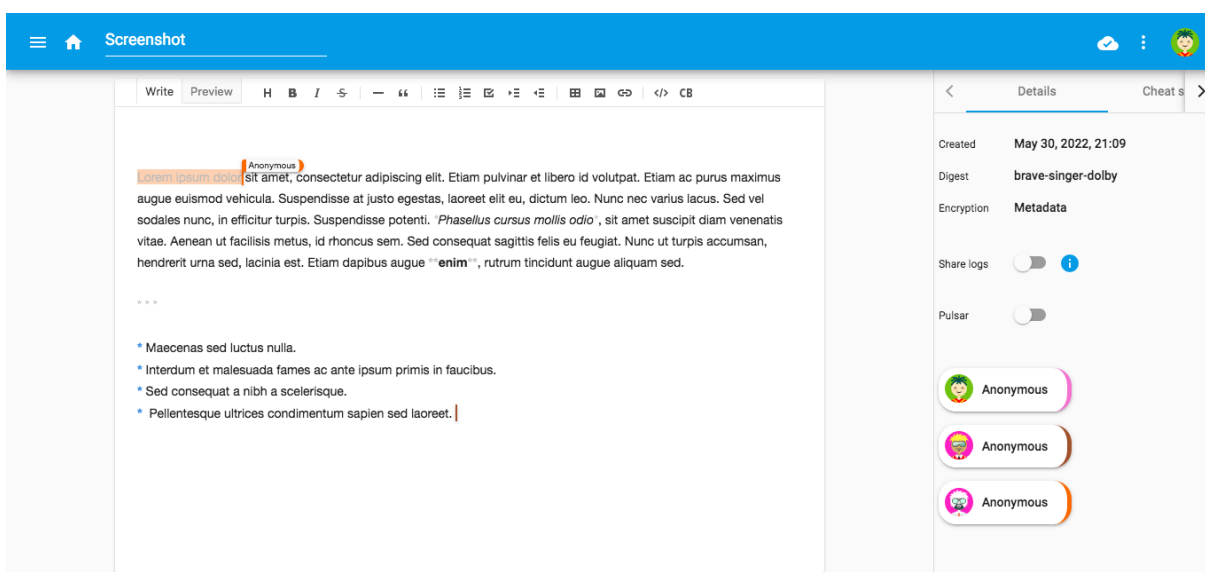 Screenshot
Write Preview H B I S — “ </> CB
Details Cheat s
Anonymous
Lorem ipsum dolor sit amet, consectetur adipiscing elit. Etiam pulvinar et libero id volutpat. Etiam ac purus maximus
augue euismod vehicula. Suspendisse at justo egestas, laoreet elit eu, dictum leo. Nunc nec varius lacus. Sed vel
sodales nunc, in efficitur turpis. Suspendisse potenti. *Phasellus cursus mollis odio*, sit amet suscipit diam venenatis
vitae. Aenean ut facilisis metus, id rhoncus sem. Sed consequat sagittis felis eu feugiat. Nunc ut turpis accumsan,
hendrerit urna sed, lacinia est. Etiam dapibus augue **enim**, rutrum tincidunt augue aliquam sed.
* * *
* Maecenas sed luctus nulla.
* Interdum et malesuada fames ac ante ipsum primis in faucibus.
* Sed consequat a nibh a scelerisque.
* Pellentesque ultrices condimentum sapien sed laoreet.
Created May 30, 2022, 21:09
Digest brave-singer-dolby
Encryption Metadata
Share logs
Pulsar
Anonymous
Anonymous
Anonymous